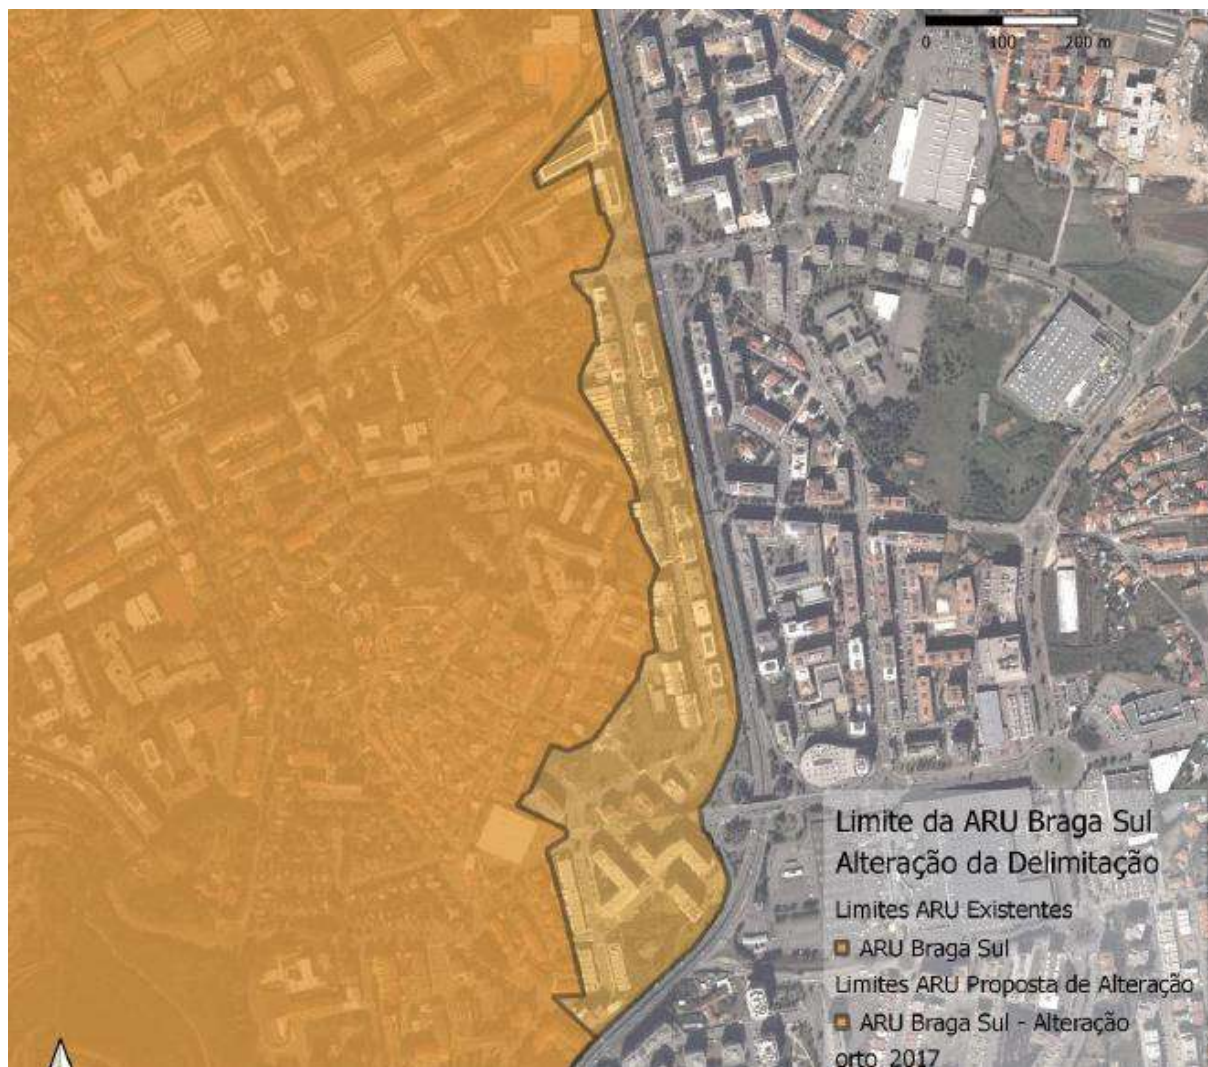 0 100 200 m
Limite da ARU Braga Sul
Alteração da Delimitação
Limites ARU Existentes
ARU Braga Sul
Limites ARU Proposta de Alteração
ARU Braga Sul - Alteração
orto 2017